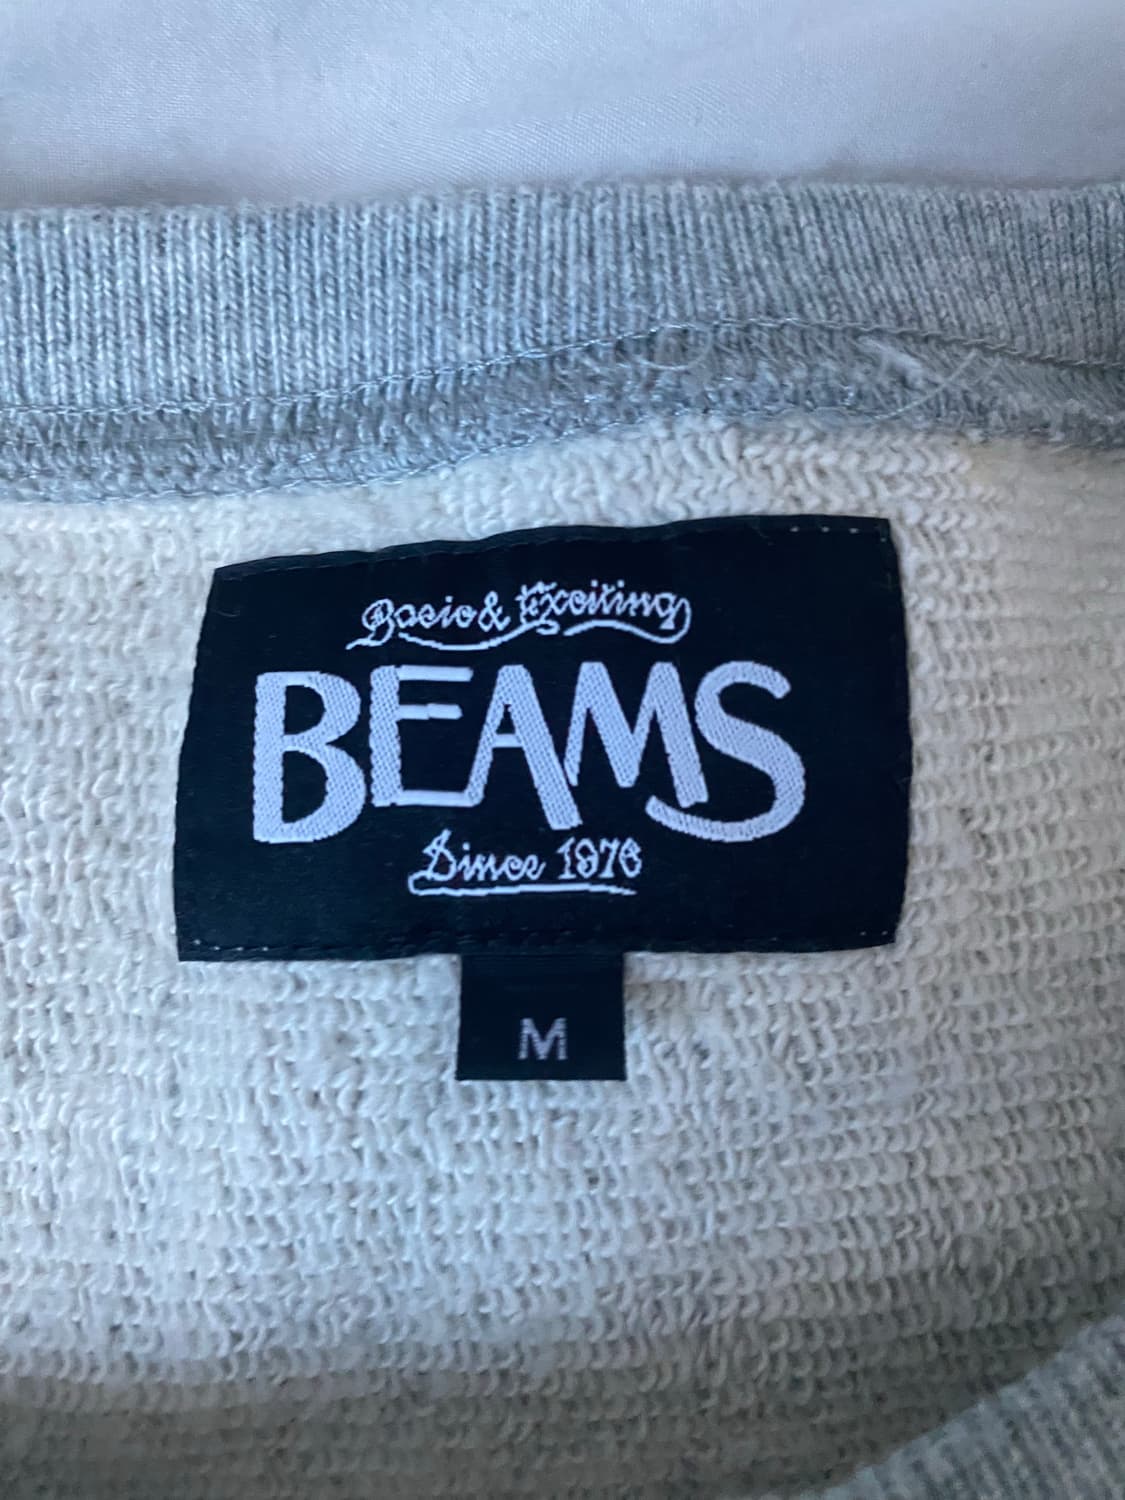 Basic & Exciting
BEAMS
Since 1976
M